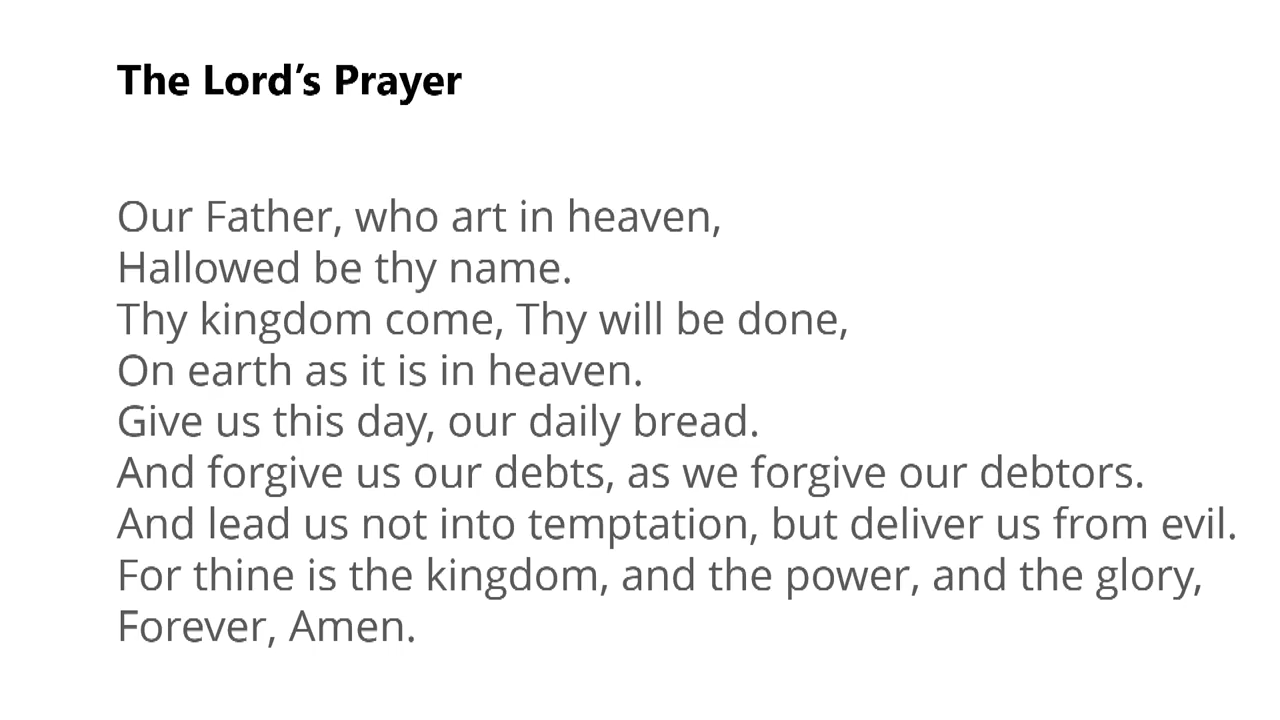 The Lord’s Prayer
Our Father, who art in heaven,
Hallowed be thy name.
Thy kingdom come, Thy will be done,
On earth as it is in heaven.
Give us this day, our daily bread.
And forgive us our debts, as we forgive our debtors.
And lead us not into temptation, but deliver us from evil.
For thine is the kingdom, and the power, and the glory,
Forever, Amen.